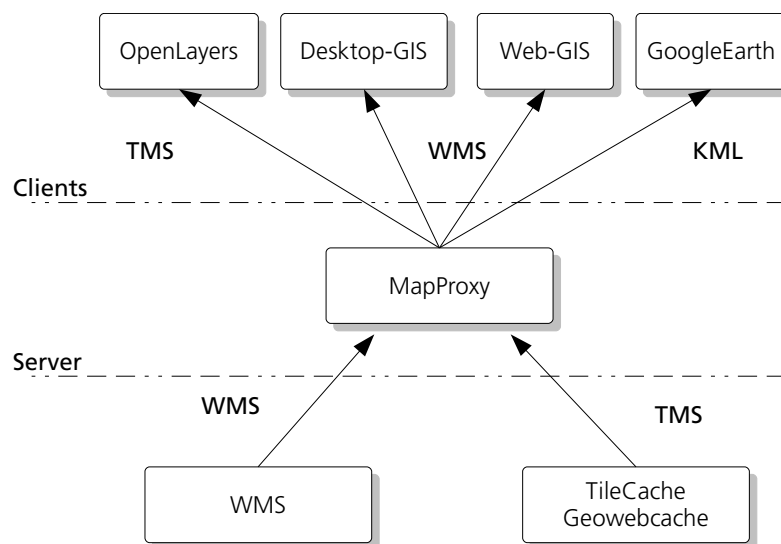 OpenLayers
Desktop-GIS
Web-GIS
GoogleEarth
TMS
WMS
KML
Clients
MapProxy
Server
WMS
TMS
WMS
TileCache
Geowebcache